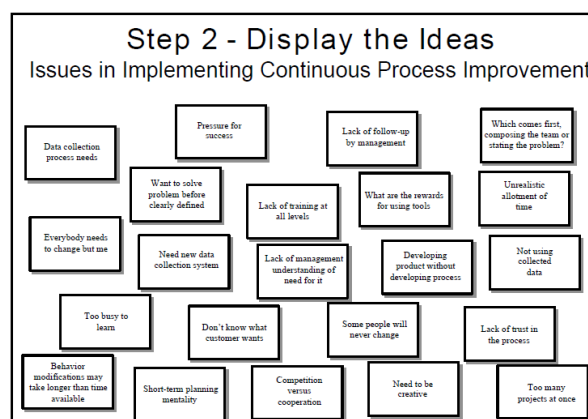 Step 2 - Display the Ideas
Issues in Implementing Continuous Process Improvement
Data collection
process needs
Pressure for
success
Lack of follow-up
by management
Which comes first,
composing the team or
stating the problem?
Want to solve
problem before
clearly defined
Lack of training at
all levels
What are the rewards
for using tools
Unrealistic
allotment of
time
Everybody needs
to change but me
Need new data
collection system
Lack of management
understanding of
need for it
Developing
product without
developing process
Not using
collected
data
Too busy to
learn
Don't know what
customer wants
Some people will
never change
Lack of trust in
the process
Behavior
modifications may
take longer than time
available
Short-term planning
mentality
Competition
versus
cooperation
Need to be
creative
Too many
projects at once